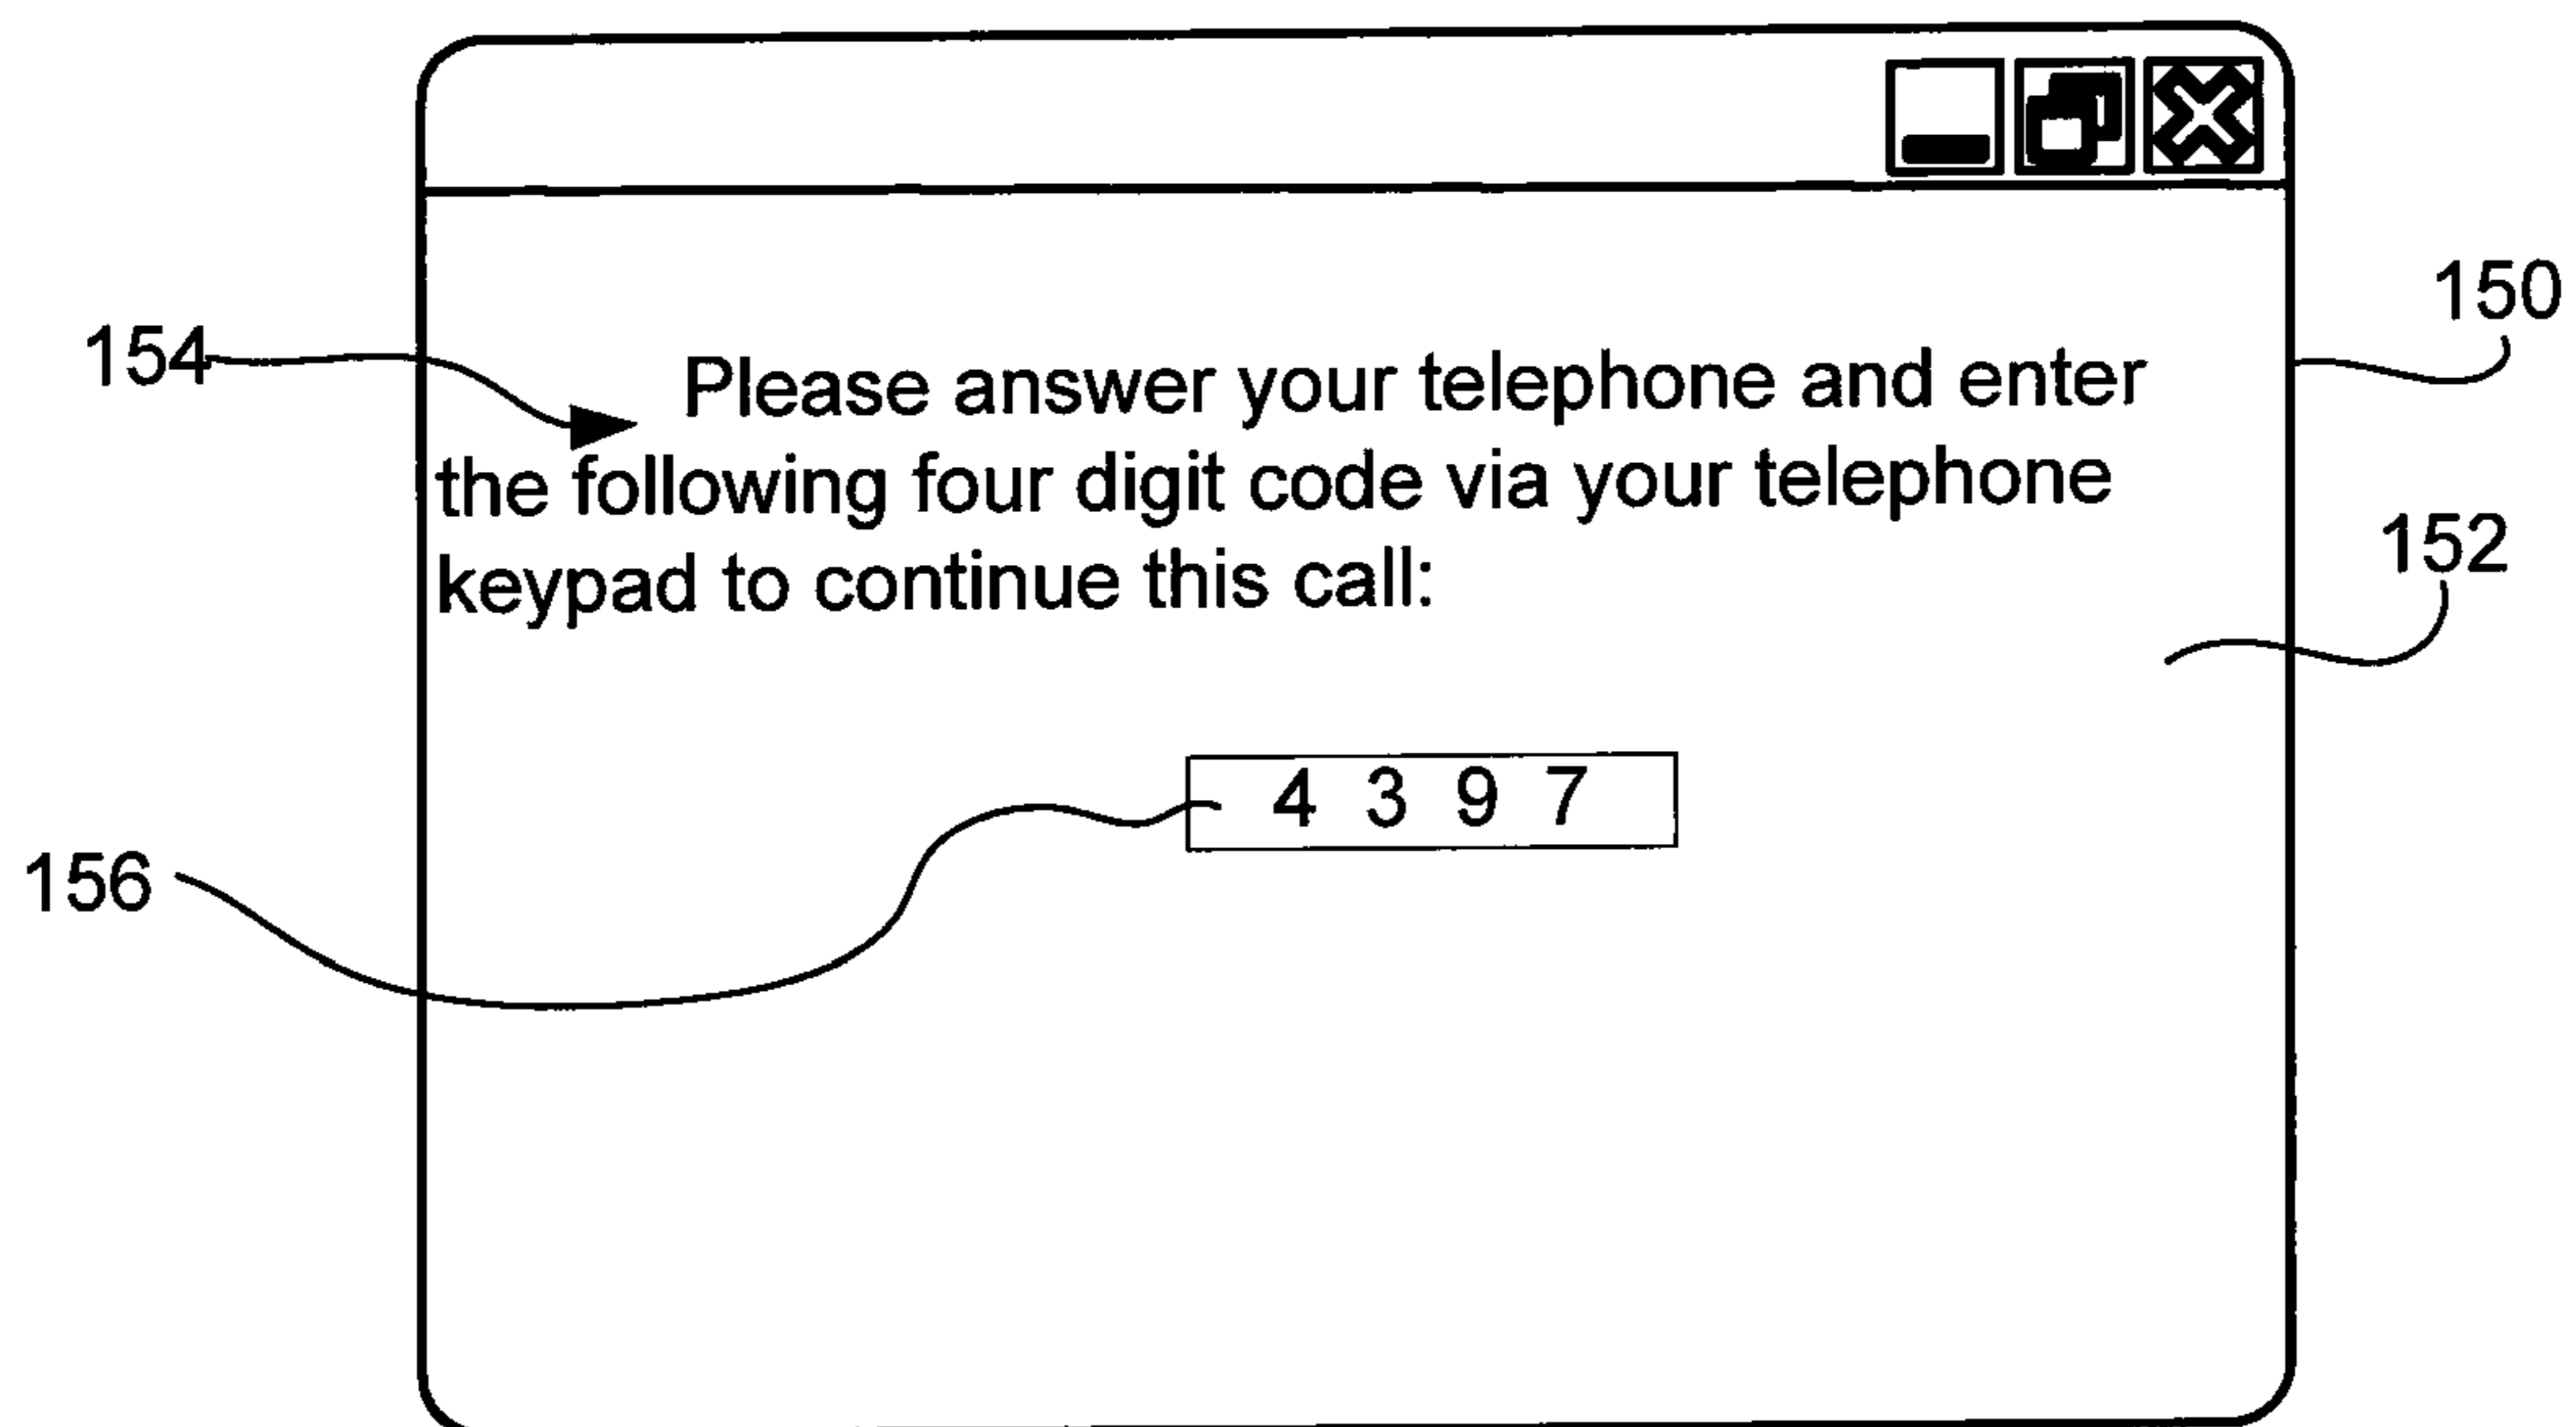 150
154
Please answer your telephone and enter
the following four digit code via your telephone
keypad to continue this call:
152
4 3 9 7
156